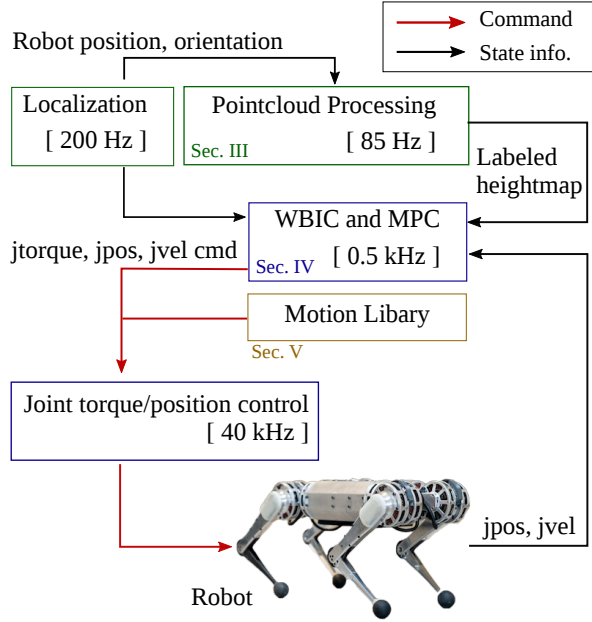 Command
State info.
Robot position, orientation
Localization
[ 200 Hz ]
Pointcloud Processing
[ 85 Hz ]
Sec. III
Labeled
heightmap
WBIC and MPC
[ 0.5 kHz ]
Sec. IV
jtorque, jpos, jvel cmd
Motion Libary
Sec. V
Joint torque/position control
[ 40 kHz ]
jpos, jvel
Robot